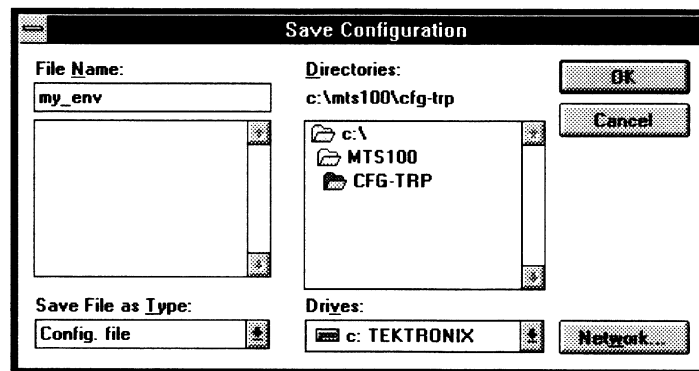 Save Configuration
File Name:
my_env
Directories:
c:\mts100\cfg-trp
c:\
MTS100
CFG-TRP
OK
Cancel
Save File as Type:
Config. file
Drives:
c: TEKTRONIX
Network...